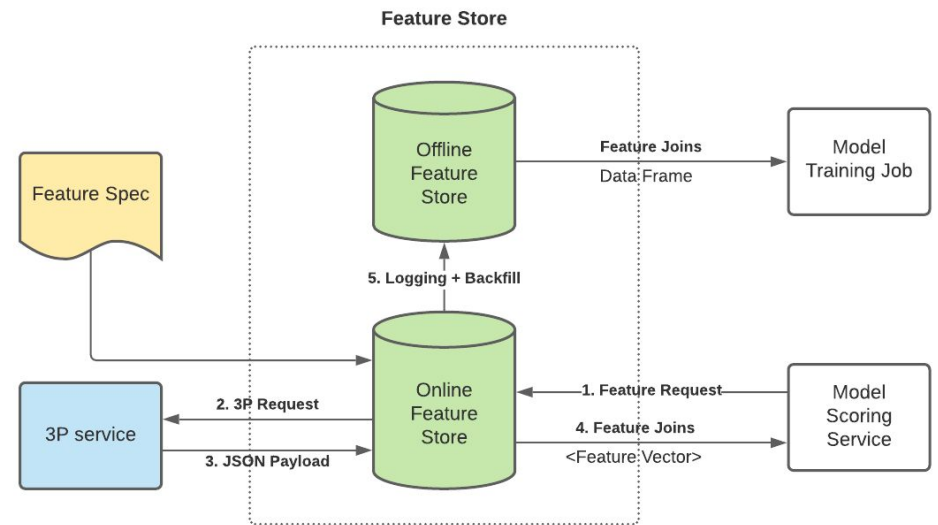 Feature Store
Offline
Feature
Store
Feature Joins
Data Frame
Model
Training Job
Feature Spec
5. Logging + Backfill
Online
Feature
Store
1. Feature Request
2. 3P Request
3P service
3. JSON Payload
4. Feature Joins
<Feature Vector>
Model
Scoring
Service